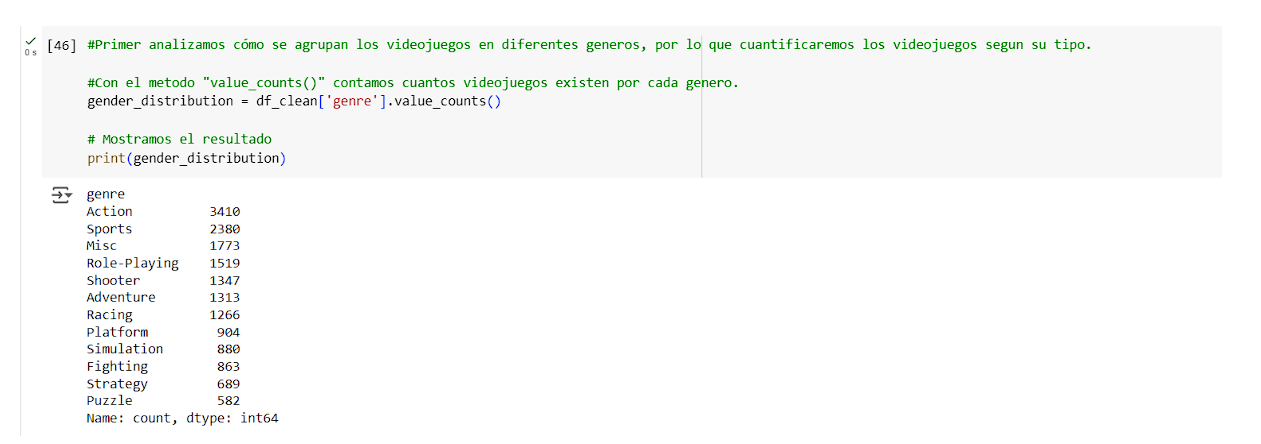 [46] #Primer analizamos cómo se agrupan los videojuegos en diferentes generos, por lo que cuantificaremos los videojuegos segun su tipo.
0 s
#Con el metodo "value_counts()" contamos cuantos videojuegos existen por cada genero.
gender_distribution = df_clean['genre'].value_counts()
# Mostramos el resultado
print(gender_distribution)
genre
Action 3410
Sports 2380
Misc 1773
Role-Playing 1519
Shooter 1347
Adventure 1313
Racing 1266
Platform 904
Simulation 880
Fighting 863
Strategy 689
Puzzle 582
Name: count, dtype: int64